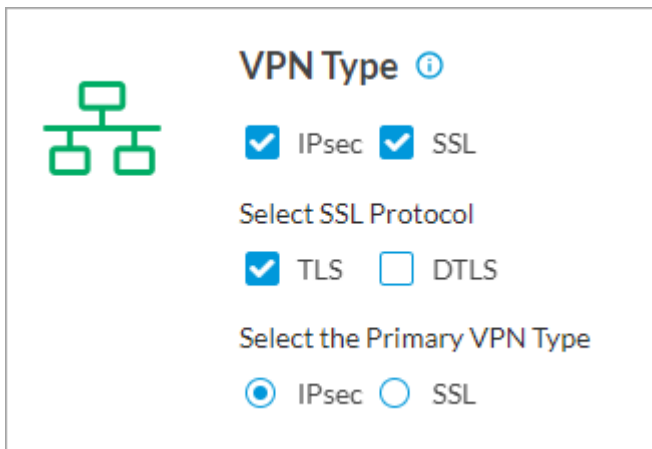 VPN Type
IPsec SSL
Select SSL Protocol
TLS DTLS
Select the Primary VPN Type
IPsec SSL